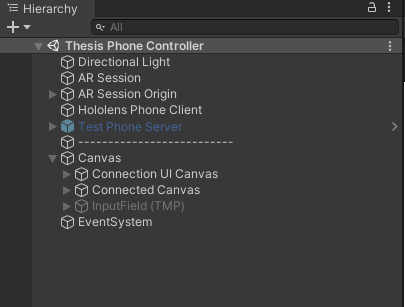 Hierarchy
All
Thesis Phone Controller
Directional Light
AR Session
AR Session Origin
Hololens Phone Client
Test Phone Server
--------------------------
Canvas
Connection UI Canvas
Connected Canvas
InputField (TMP)
EventSystem